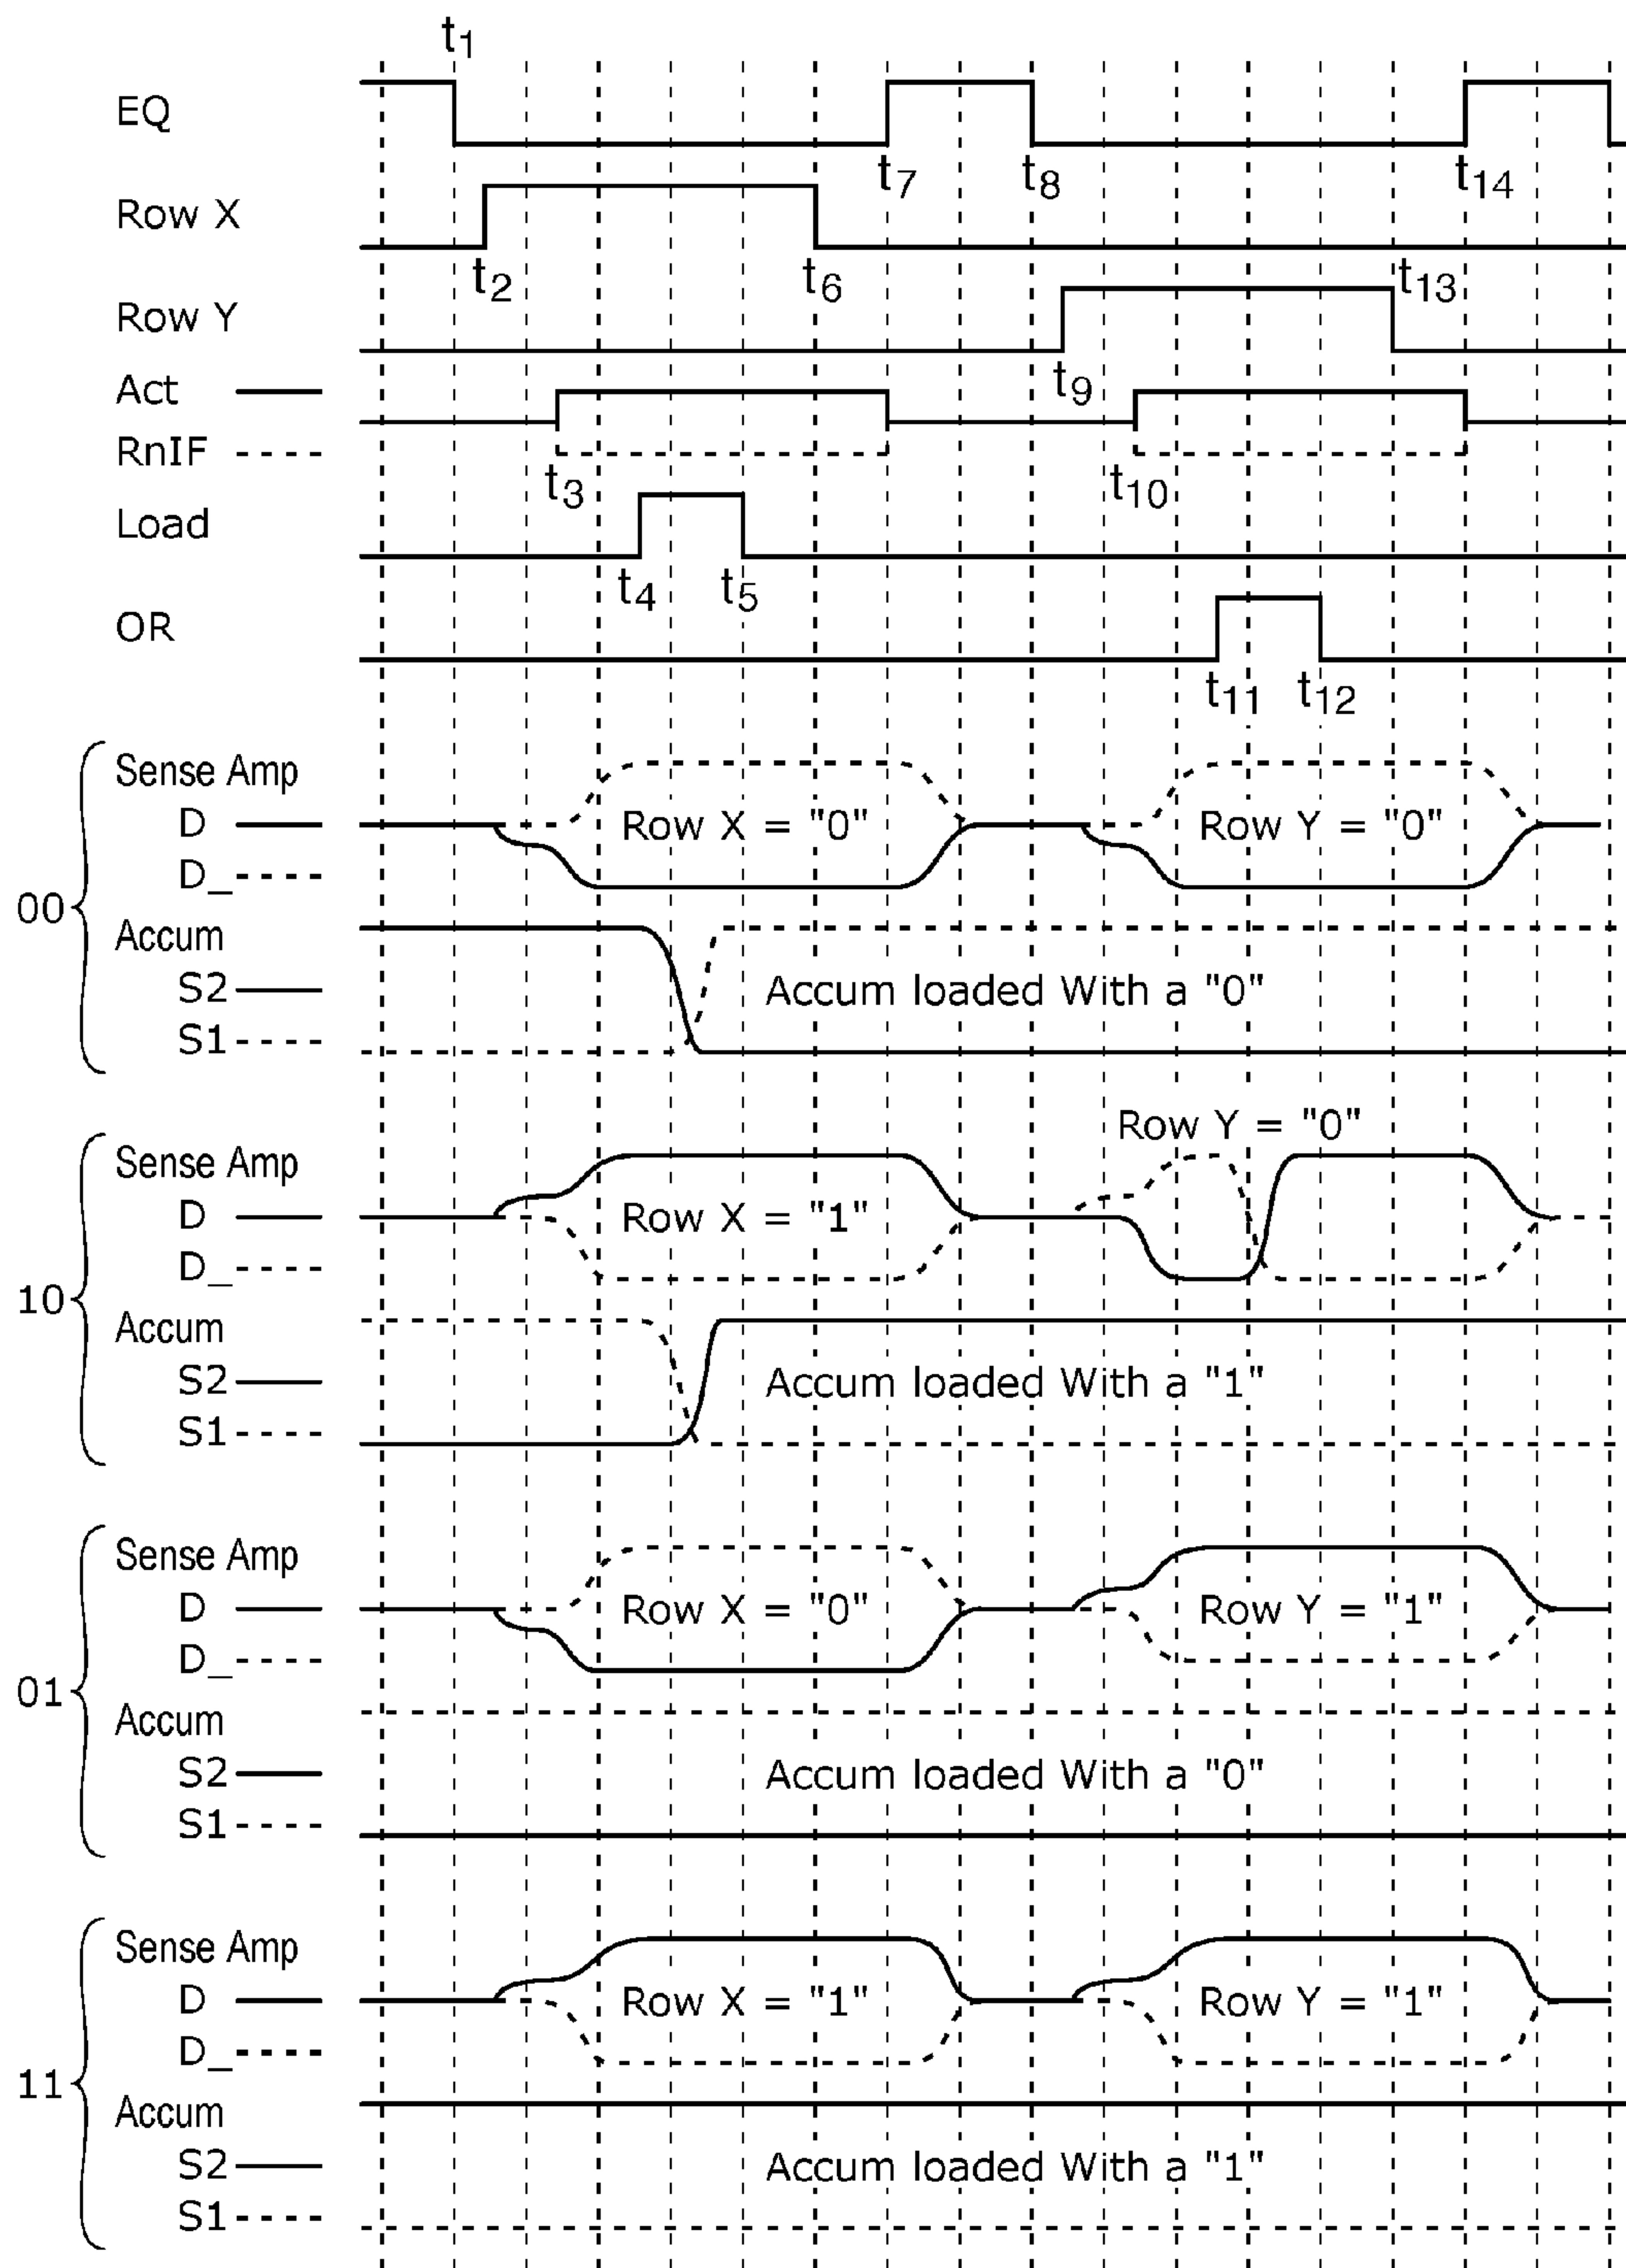 t1
EQ
t7 t8 t14
Row X
t2 t6 t13
Row Y
t9
Act
RnIF
t3 t10
Load
t4 t5
OR
t11 t12
00
Sense Amp
D
D_
Row X = "0" Row Y = "0"
Accum
S2
S1
Accum loaded With a "0"
Row Y = "0"
10
Sense Amp
D
D_
Row X = "1"
Accum
S2
S1
Accum loaded With a "1"
01
Sense Amp
D
D_
Row X = "0" Row Y = "1"
Accum
S2
S1
Accum loaded With a "0"
11
Sense Amp
D
D_
Row X = "1" Row Y = "1"
Accum
S2
S1
Accum loaded With a "1"